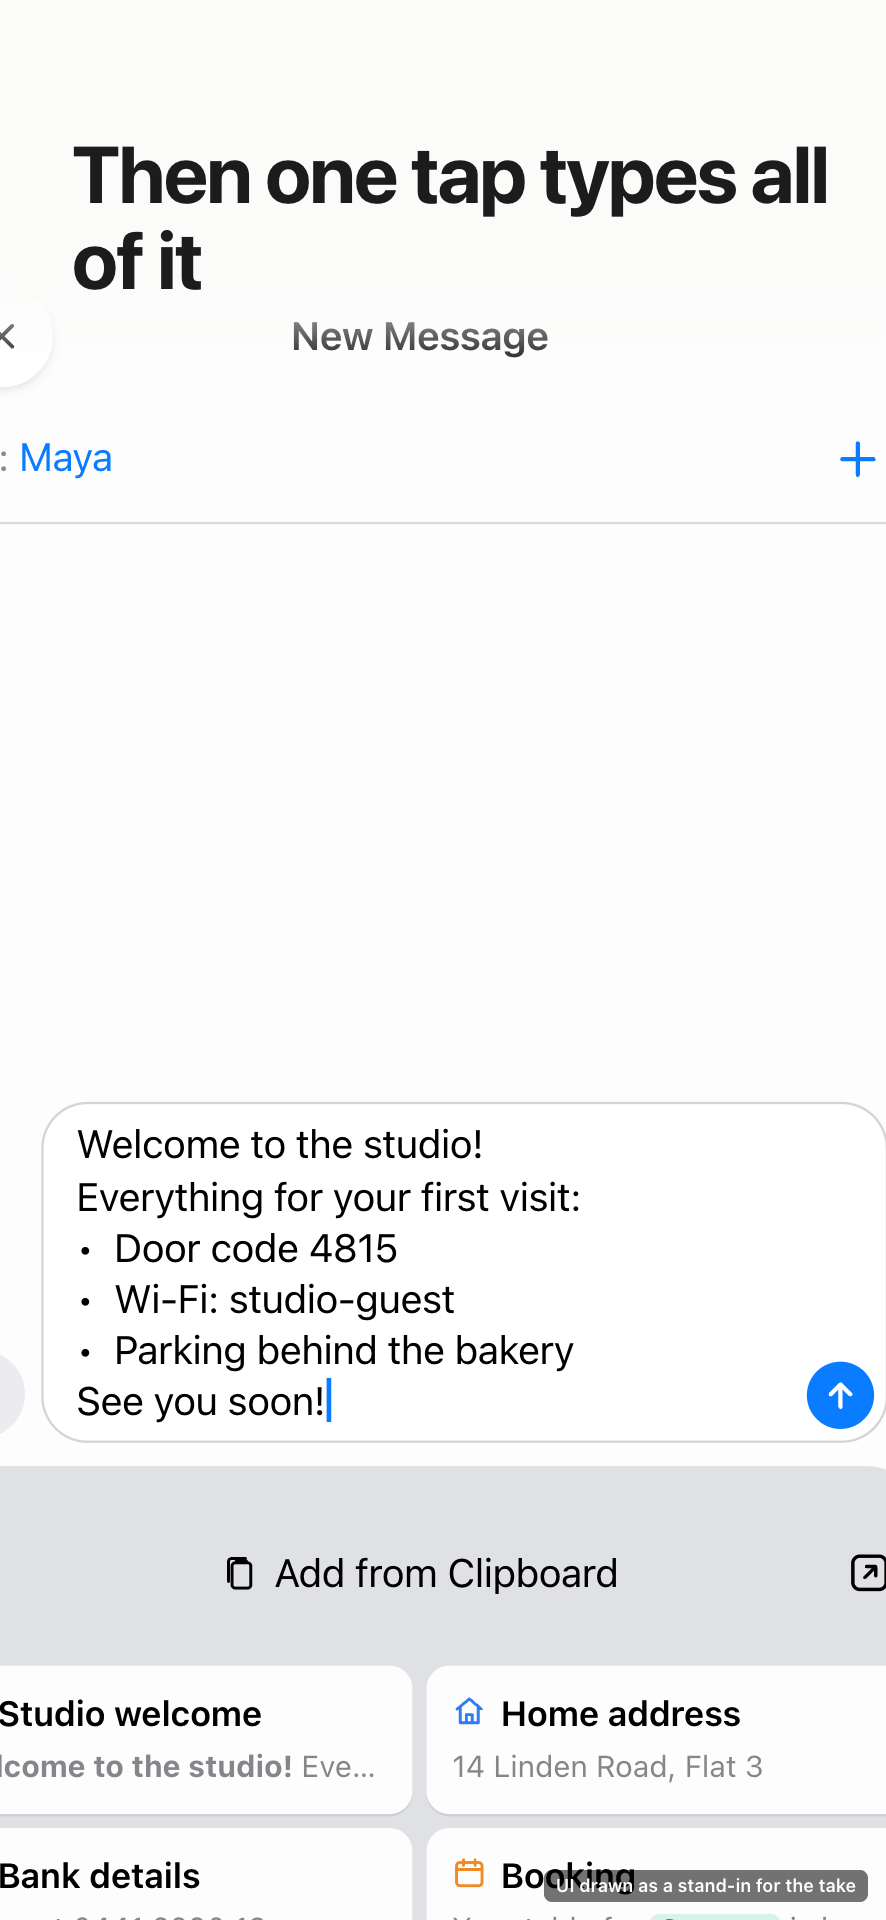 Then one tap types all
of it
New Message
: Maya
Welcome to the studio!
Everything for your first visit:
• Door code 4815
• Wi-Fi: studio-guest
• Parking behind the bakery
See you soon!
Add from Clipboard
Studio welcome
Home address
lcome to the studio! Eve...
14 Linden Road, Flat 3
Bank details
Booking
UI drawn as a stand-in for the take